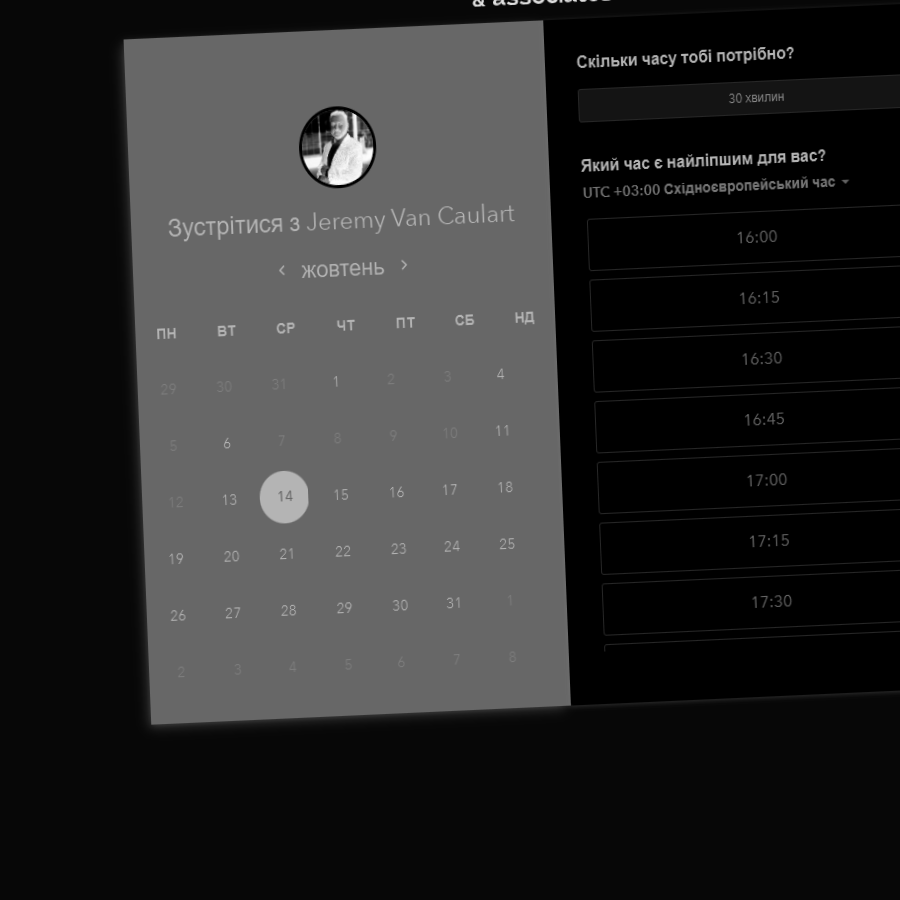 & associates
Зустрітися з Jeremy Van Caulart
жовтень
ПН ВТ СР ЧТ ПТ СБ НД
29 30 31 1 2 3 4
5 6 7 8 9 10 11
12 13 14 15 16 17 18
19 20 21 22 23 24 25
26 27 28 29 30 31 1
2 3 4 5 6 7 8
Скільки часу тобі потрібно?
30 хвилин
Який час є найліпшим для вас?
UTC +03:00 Східноєвропейський час
16:00
16:15
16:30
16:45
17:00
17:15
17:30